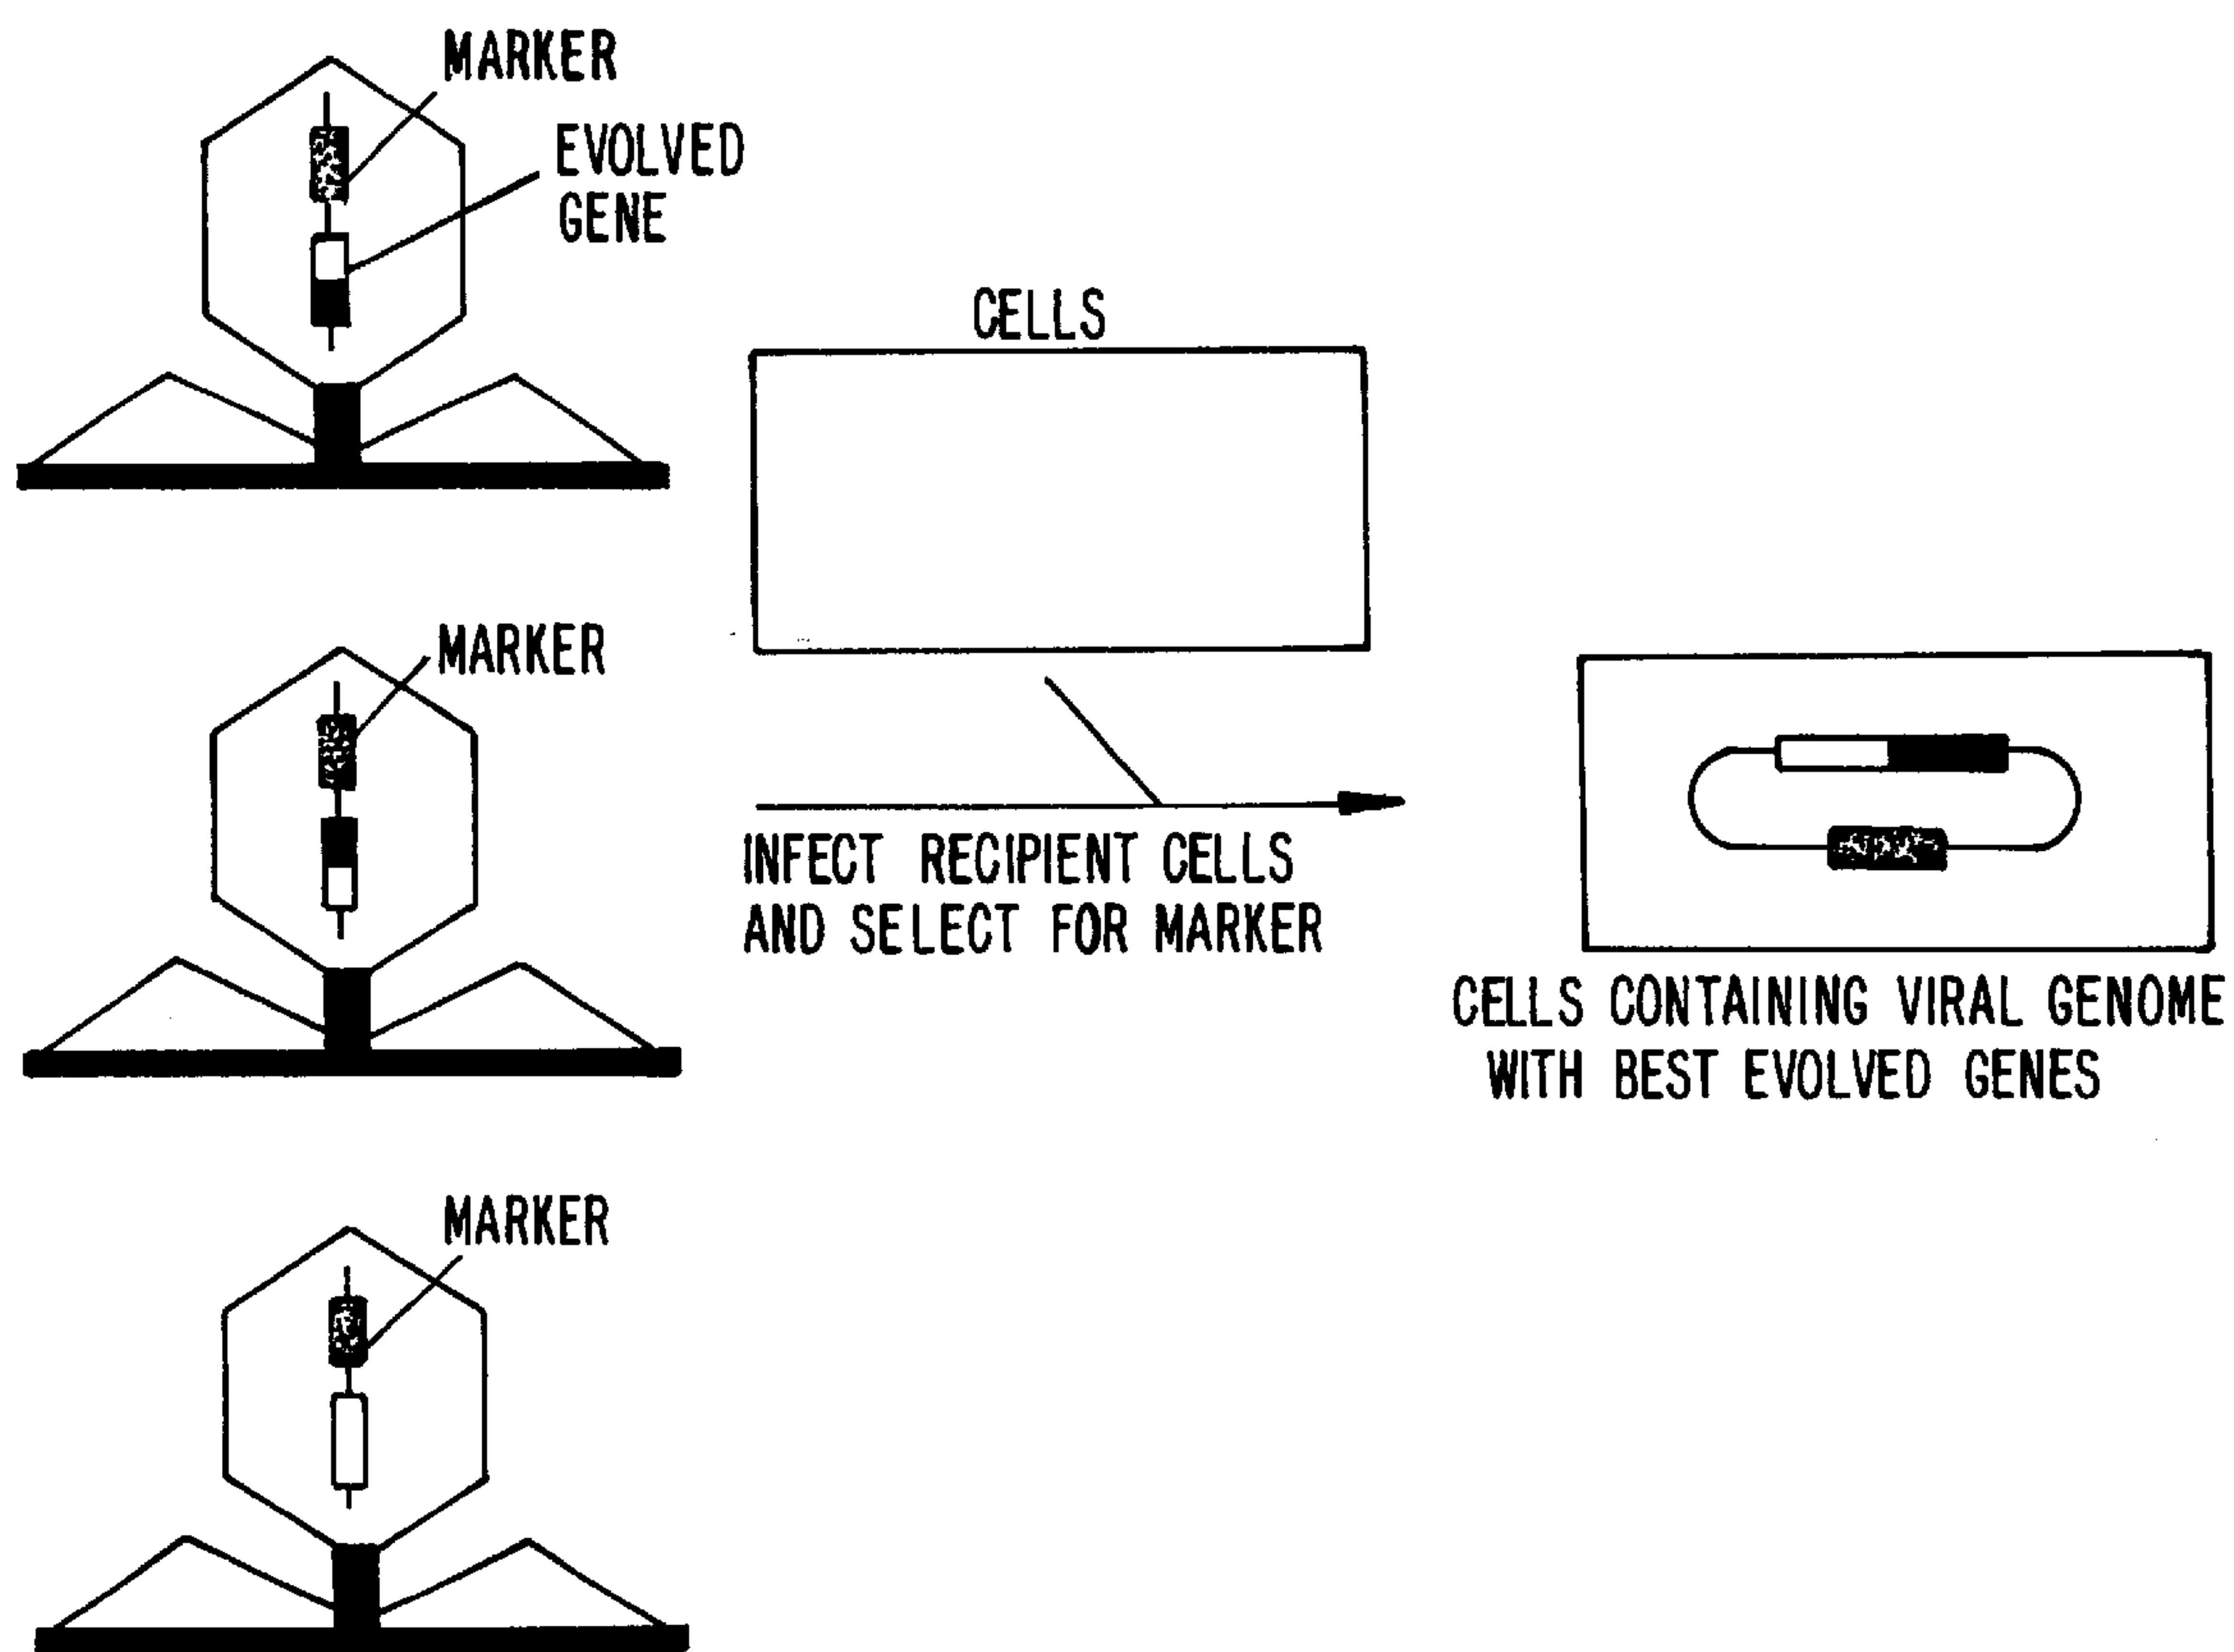 MARKER
EVOLVED
GENE
CELLS
MARKER
INFECT RECIPIENT CELLS
AND SELECT FOR MARKER
CELLS CONTAINING VIRAL GENOME
WITH BEST EVOLVED GENES
MARKER